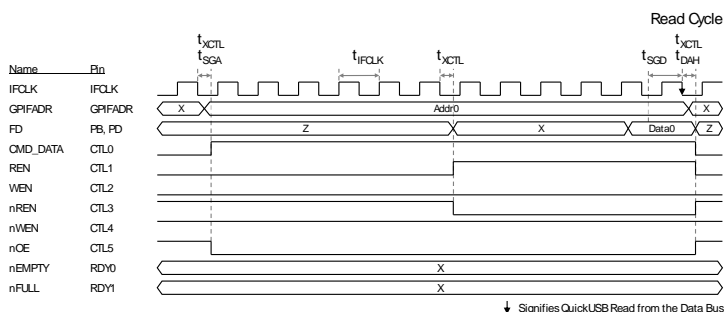 Read Cycle
tXCTL tXCTL
tSGA tIFCLK tXCTL tSGD tDAH
Name Pin
IFCLK IFCLK
GPIFADR GPIFADR X Addr0 X
FD PB, PD Z X Data0 Z
CMD_DATA CTL0
REN CTL1
WEN CTL2
nREN CTL3
nWEN CTL4
nOE CTL5
nEMPTY RDY0 X
nFULL RDY1 X
Signifies QuickUSB Read from the Data Bus